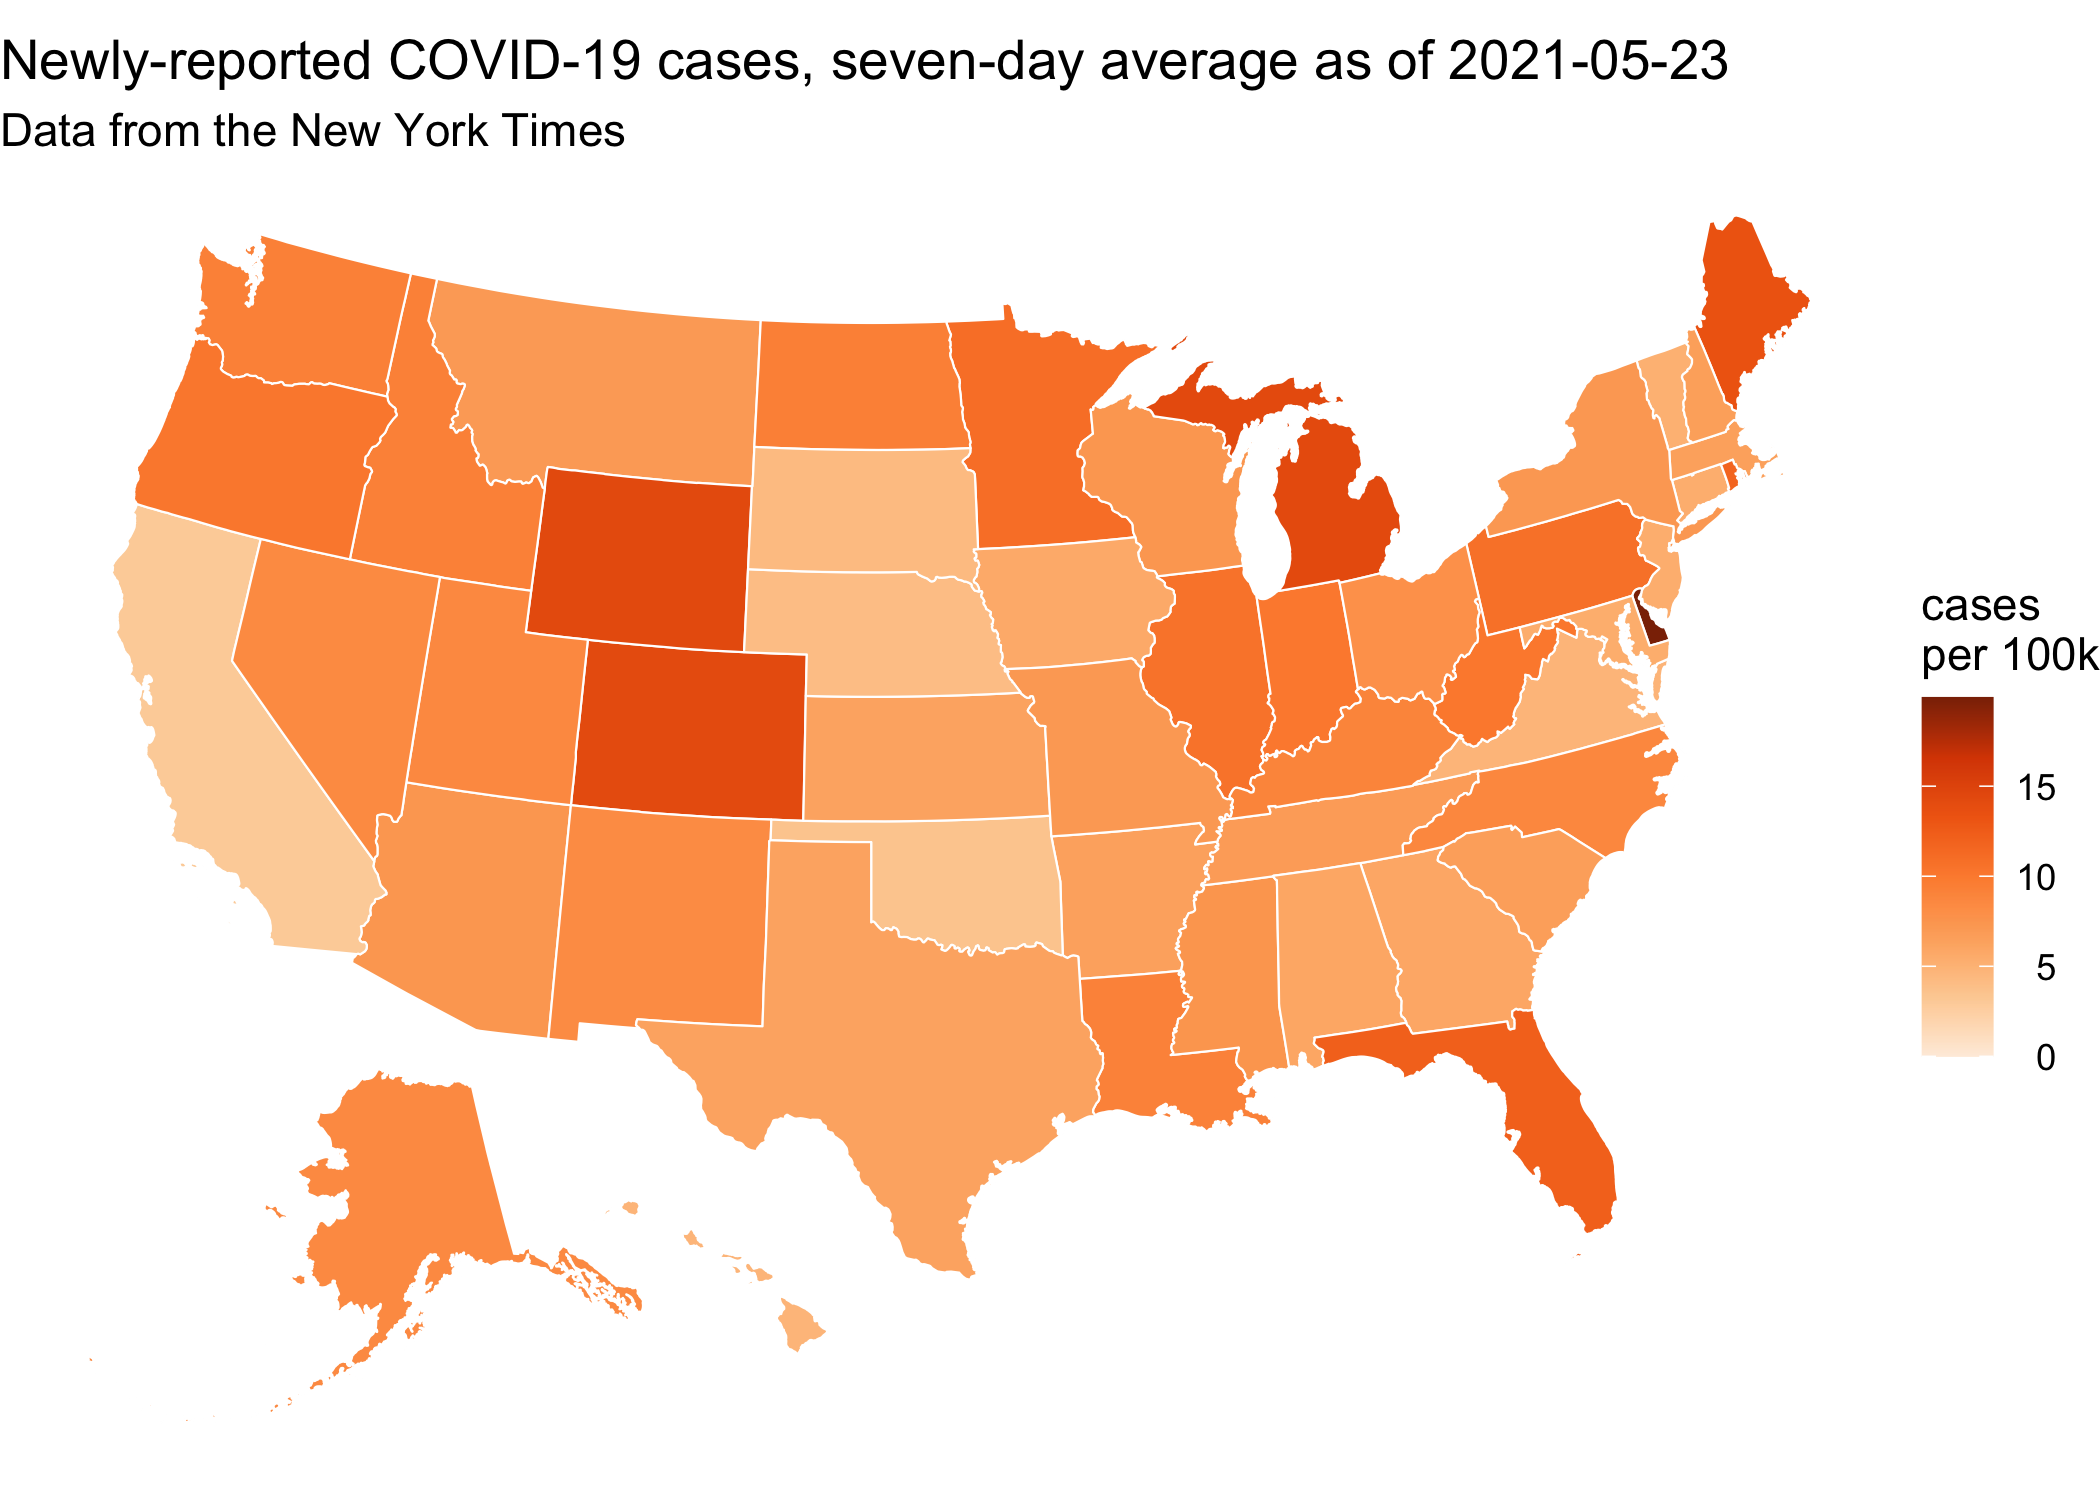 Newly-reported COVID-19 cases, seven-day average as of 2021-05-23
Data from the New York Times
cases
per 100k
15
10
5
0